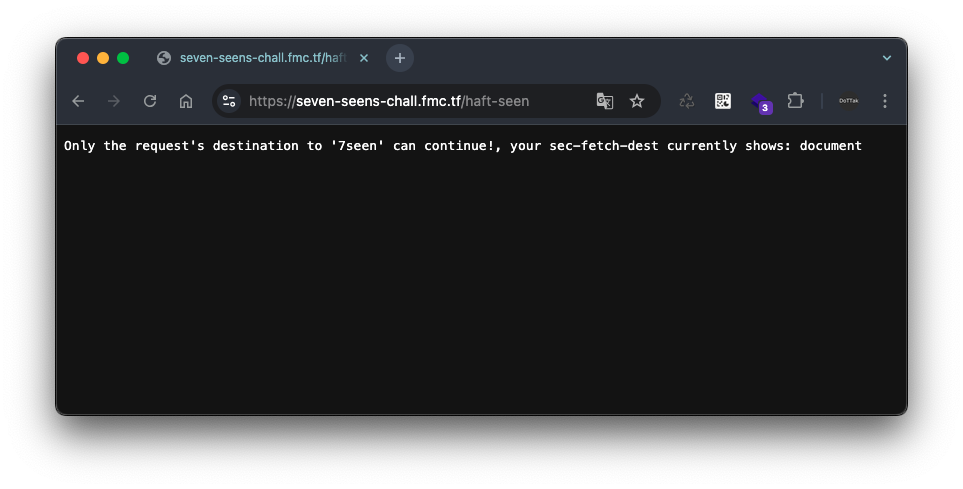 seven-seens-chall.fmc.tf/haft
https://seven-seens-chall.fmc.tf/haft-seen
3
DoTTak
Only the request's destination to '7seen' can continue!, your sec-fetch-dest currently shows: document